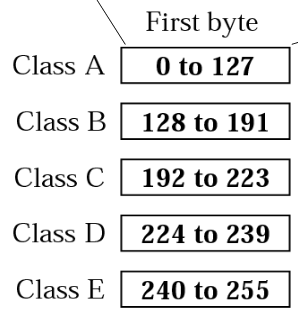 First byte
Class A 0 to 127
Class B 128 to 191
Class C 192 to 223
Class D 224 to 239
Class E 240 to 255